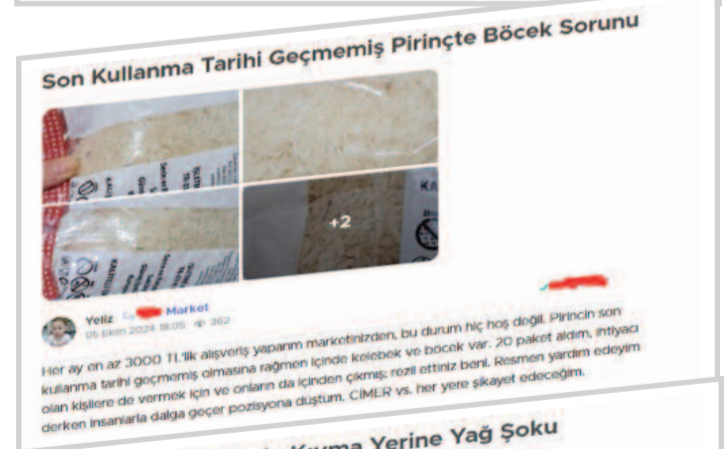 Son Kullanma Tarihi Geçmemiş Pirinçte Böcek Sorunu
KA
+2
Yeliz
Market
05 Ekim 2024 18:05 362
Her ay en az 3000 TL'lik alışveriş yaparım marketinizden, bu durum hiç hoş değil. Pirincin son
kullanma tarihi geçmemiş olmasına rağmen içinde kelebek ve böcek var. 20 paket aldım, ihtiyacı
olan kişilere de vermek için ve onların da içinden çıkmış; rezil ettiniz beni. Resmen yardım edeyim
derken insanlarla dalga geçer pozisyona düştüm. CİMER vs. her yere şikayet edeceğim.
Kıyma Yerine Yağ Şoku